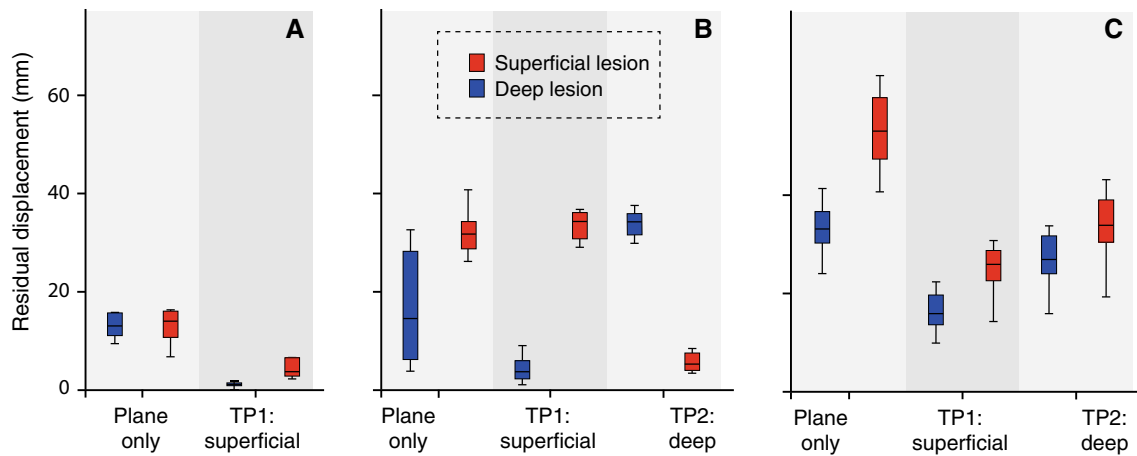 A
B
C
Superficial lesion
Deep lesion
Residual displacement (mm)
60
40
20
0
Plane
only
TP1:
superficial
Plane
only
TP1:
superficial
TP2:
deep
Plane
only
TP1:
superficial
TP2:
deep